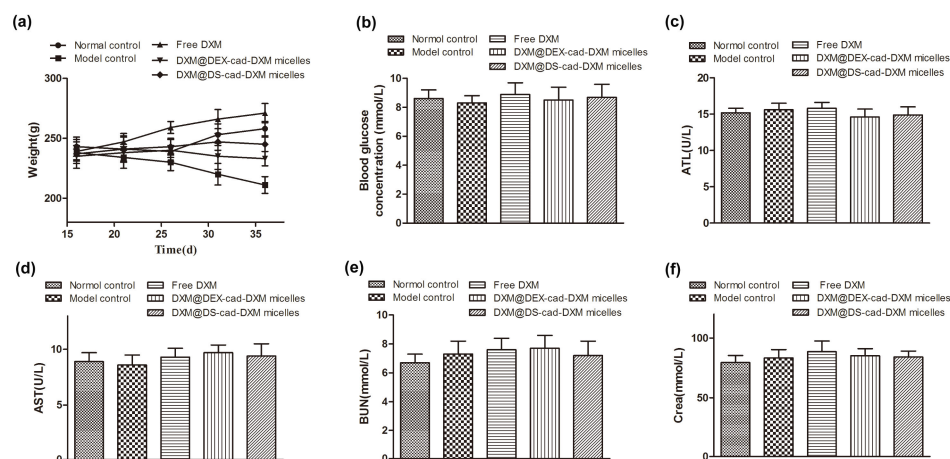 (a)
Normal control
Free DXM
Model control
DXM@DEX-cad-DXM micelles
DXM@DS-cad-DXM micelles
Weight(g)
300
250
200
15 20 25 30 35
Time(d)
(b)
Normol control
Free DXM
Model control
DXM@DEX-cad-DXM micelles
DXM@DS-cad-DXM micelles
Blood glucose
concentration (mmol/L)
10
8
6
4
2
0
(c)
Normol control
Free DXM
Model control
DXM@DEX-cad-DXM micelles
DXM@DS-cad-DXM micelles
ATL(U/L)
20
15
10
5
0
(d)
Normol control
Free DXM
Model control
DXM@DEX-cad-DXM micelles
DXM@DS-cad-DXM micelles
AST(U/L)
10
5
0
(e)
Normol control
Free DXM
Model control
DXM@DEX-cad-DXM micelles
DXM@DS-cad-DXM micelles
BUN(mmol/L)
10
8
6
4
2
0
(f)
Normol control
Free DXM
Model control
DXM@DEX-cad-DXM micelles
DXM@DS-cad-DXM micelles
Crea(mmol/L)
100
50
0